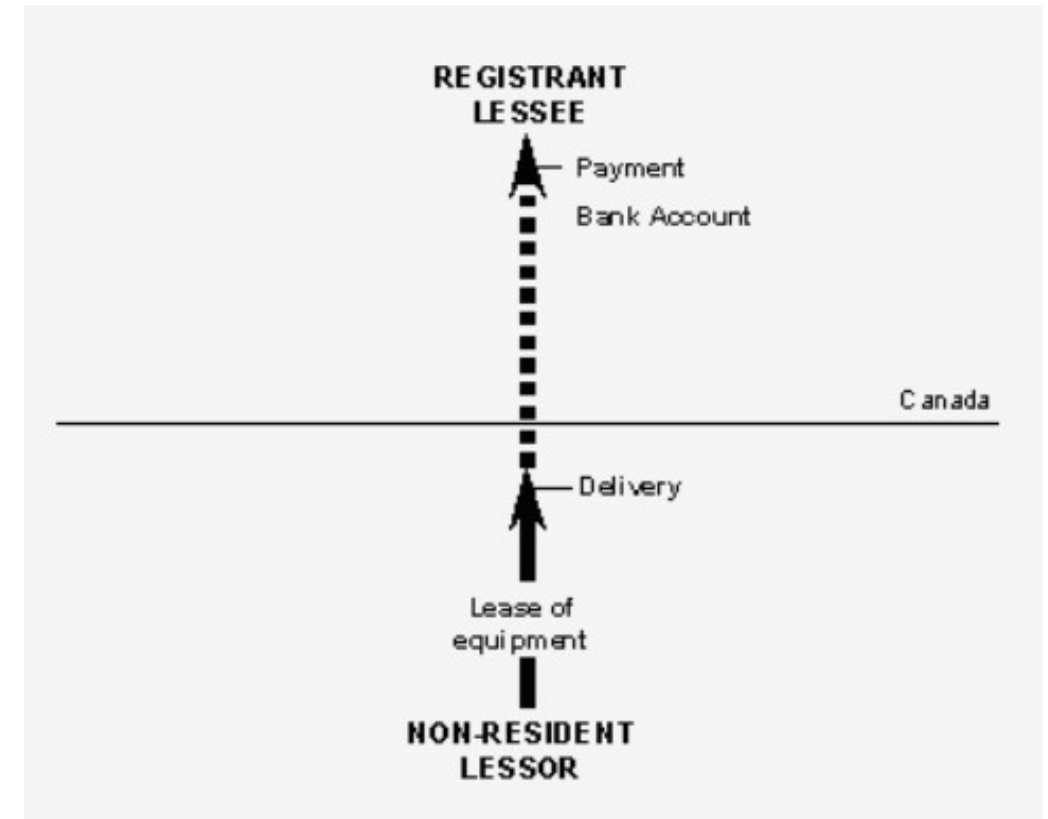 REGISTRANT
LESSEE
Payment
Bank Account
Canada
Delivery
Lease of
equipment
NON-RESIDENT
LESSOR